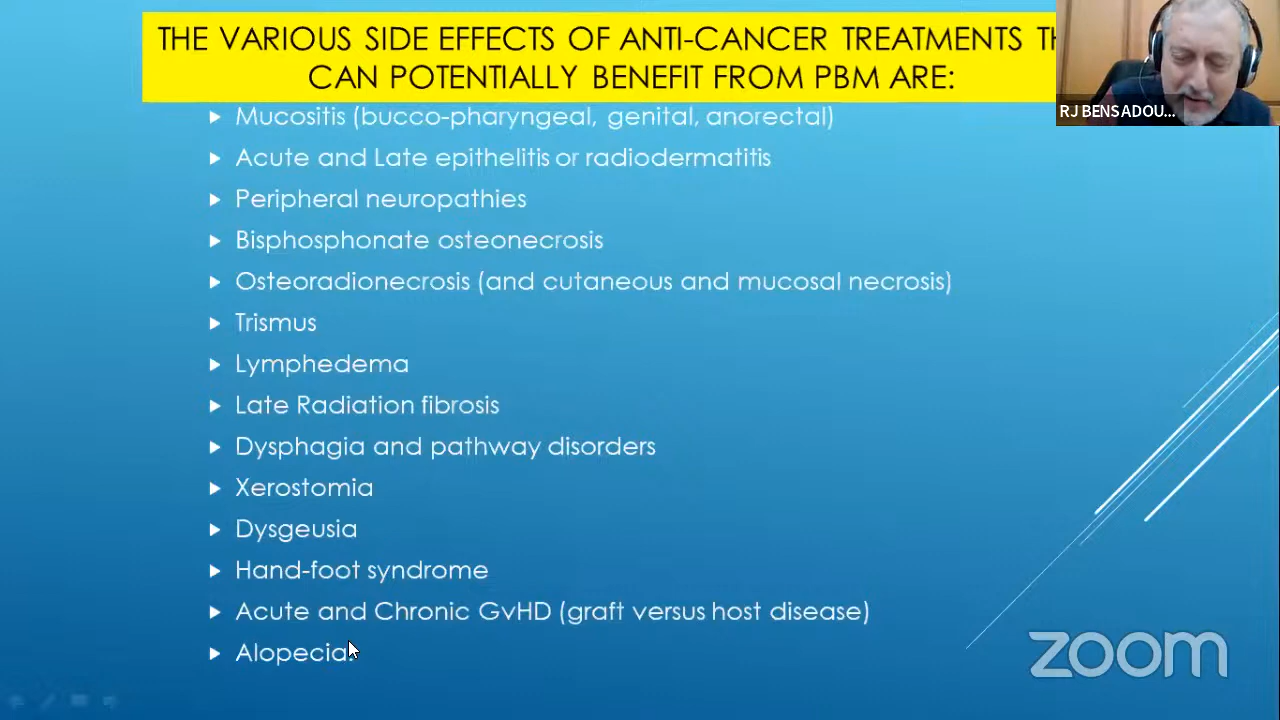 THE VARIOUS SIDE EFFECTS OF ANTI-CANCER TREATMENTS
CAN POTENTIALLY BENEFIT FROM PBM ARE:
RJ BENSADOU...
Mucositis (bucco-pharyngeal, genital, anorectal)
Acute and Late epithelitis or radiodermatitis
Peripheral neuropathies
Bisphosphonate osteonecrosis
Osteoradionecrosis (and cutaneous and mucosal necrosis)
Trismus
Lymphedema
Late Radiation fibrosis
Dysphagia and pathway disorders
Xerostomia
Dysgeusia
Hand-foot syndrome
Acute and Chronic GvHD (graft versus host disease)
Alopecia.
zoom